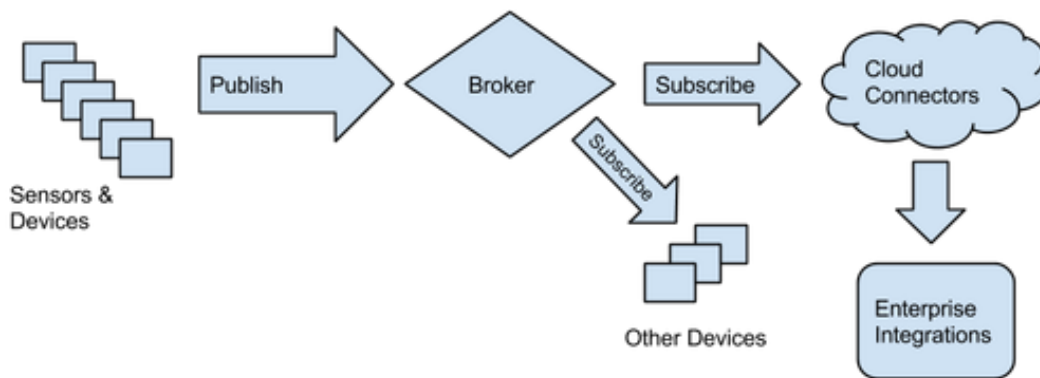 Sensors &
Devices
Publish
Broker
Subscribe
Subscribe
Other Devices
Cloud
Connectors
Enterprise
Integrations